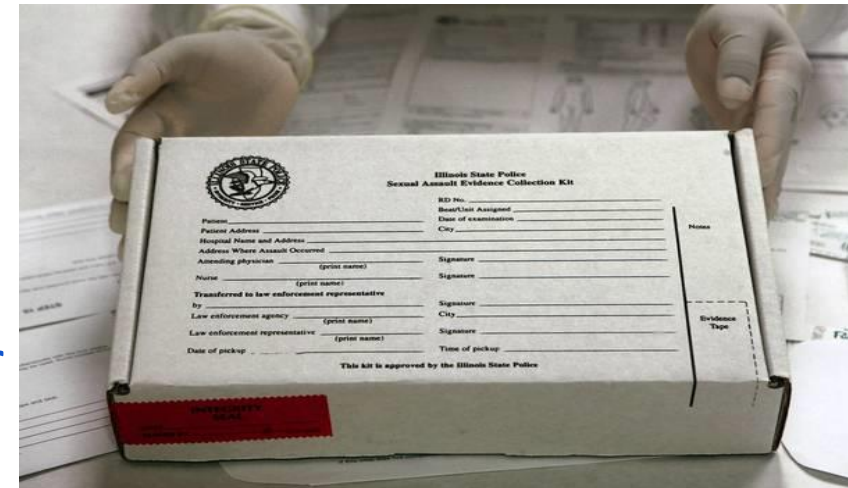 ILLINOIS STATE POLICE
Illinois State Police
Sexual Assault Evidence Collection Kit
RD No.
Beat/Unit Assigned
Patient Date of examination
Patient Address City
Hospital Name and Address
Address Where Assault Occurred
Attending physician Signature
(print name)
Nurse Signature
(print name)
Transferred to law enforcement representative
by Signature
Law enforcement agency City
(print name)
Law enforcement representative Signature
(print name)
Date of pickup Time of pickup
This kit is approved by the Illinois State Police
Notes
Evidence
Tape
INTEGRITY
SEAL